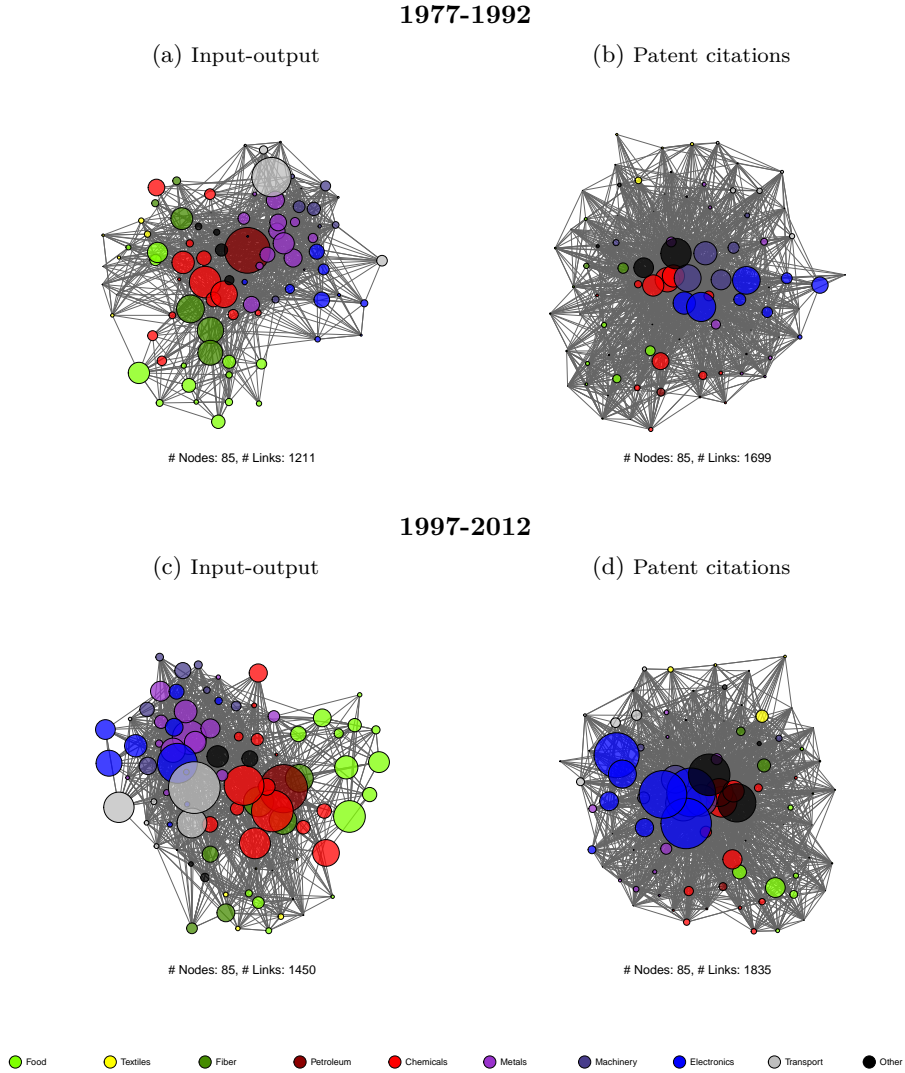 1977-1992
(a) Input-output
(b) Patent citations
# Nodes: 85, # Links: 1211
# Nodes: 85, # Links: 1699
1997-2012
(c) Input-output
(d) Patent citations
# Nodes: 85, # Links: 1450
# Nodes: 85, # Links: 1835
Food Textiles Fiber Petroleum Chemicals Metals Machinery Electronics Transport Other